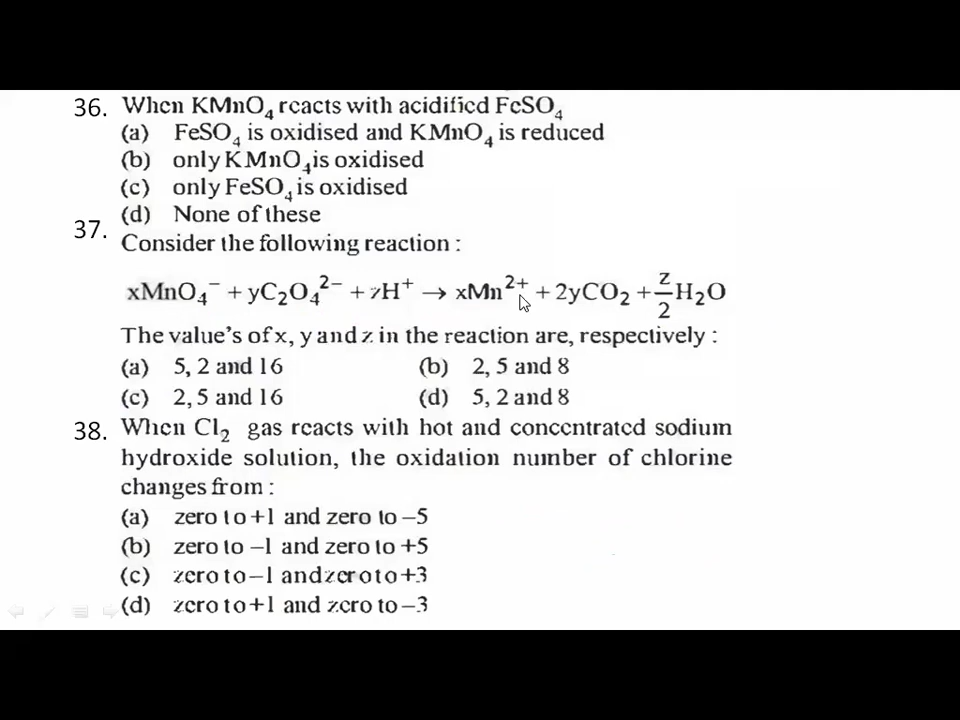 36. When KMnO₄ reacts with acidified FeSO₄
(a) FeSO₄ is oxidised and KMnO₄ is reduced
(b) only KMnO₄ is oxidised
(c) only FeSO₄ is oxidised
(d) None of these
37. Consider the following reaction :
xMnO₄⁻ + yC₂O₄²⁻ + zH⁺ → xMn²⁺ + 2yCO₂ + z/2 H₂O
The value's of x, y and z in the reaction are, respectively :
(a) 5, 2 and 16 (b) 2, 5 and 8
(c) 2, 5 and 16 (d) 5, 2 and 8
38. When Cl₂ gas reacts with hot and concentrated sodium
hydroxide solution, the oxidation number of chlorine
changes from :
(a) zero to +1 and zero to –5
(b) zero to –1 and zero to +5
(c) zero to –1 and zero to +3
(d) zero to +1 and zero to –3